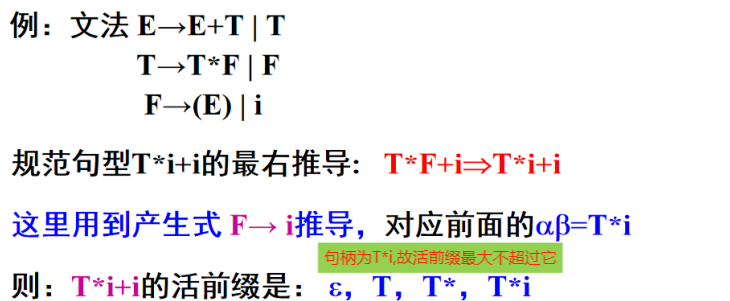 例：文法 E→E+T | T
T→T*F | F
F→(E) | i
规范句型T*i+i的最右推导: T*F+i⇒T*i+i
这里用到产生式 F→ i推导，对应前面的αβ=T*i
句柄为T*i,故活前缀最大不超过它
则：T*i+i的活前缀是： ε，T，T*，T*i